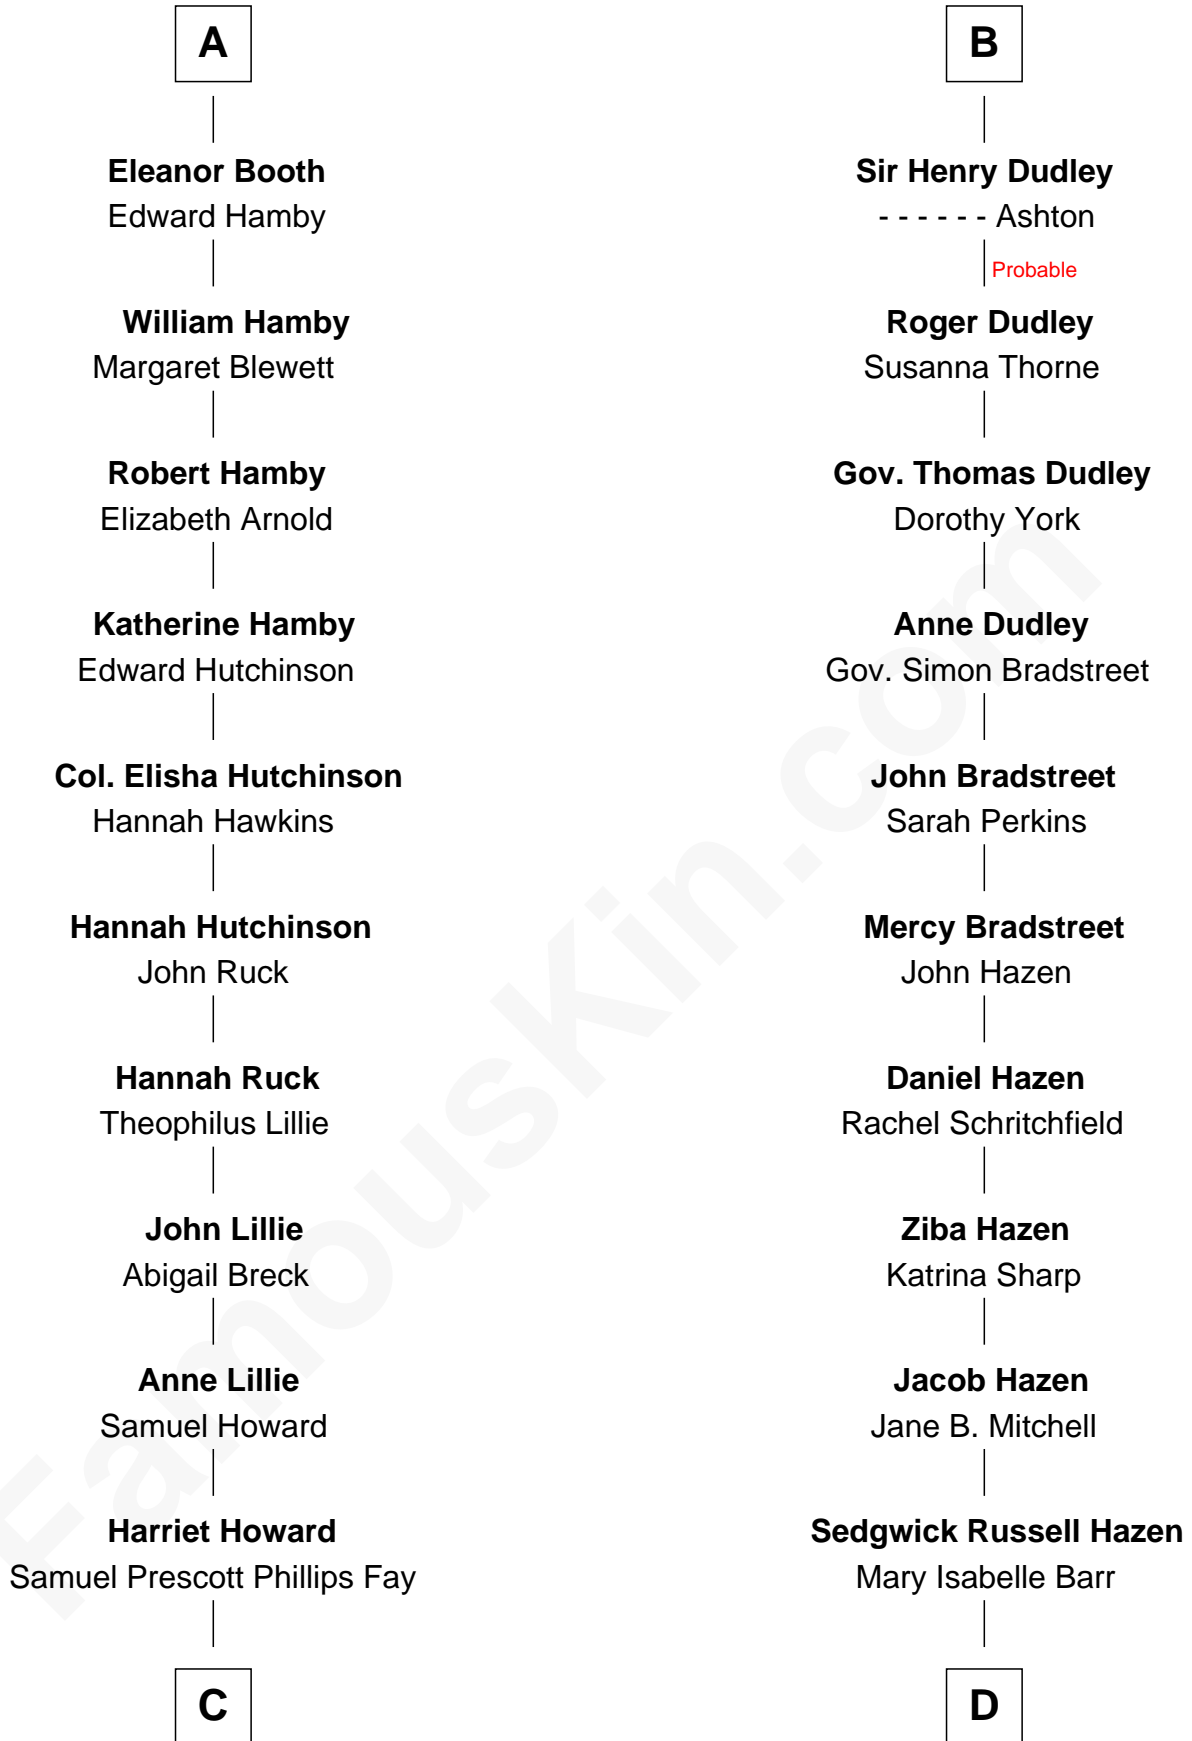 A
Eleanor Booth
Edward Hamby
William Hamby
Margaret Blewett
Robert Hamby
Elizabeth Arnold
Katherine Hamby
Edward Hutchinson
Col. Elisha Hutchinson
Hannah Hawkins
Hannah Hutchinson
John Ruck
Hannah Ruck
Theophilus Lillie
John Lillie
Abigail Breck
Anne Lillie
Samuel Howard
Harriet Howard
Samuel Prescott Phillips Fay
C
B
Sir Henry Dudley
- - - - - - Ashton
Probable
Roger Dudley
Susanna Thorne
Gov. Thomas Dudley
Dorothy York
Anne Dudley
Gov. Simon Bradstreet
John Bradstreet
Sarah Perkins
Mercy Bradstreet
John Hazen
Daniel Hazen
Rachel Schritchfield
Ziba Hazen
Katrina Sharp
Jacob Hazen
Jane B. Mitchell
Sedgwick Russell Hazen
Mary Isabelle Barr
D
FamousKin.com